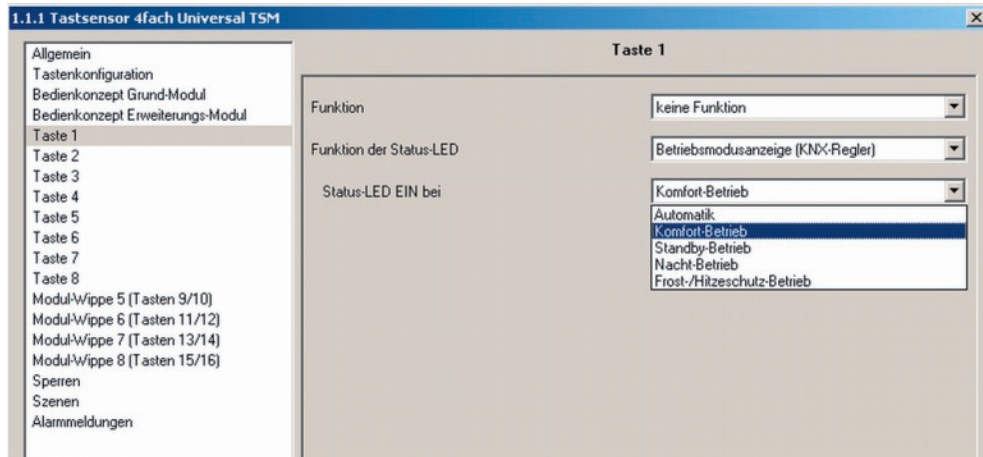 1.1.1 Tastsensor 4fach Universal TSM
Allgemein
Tastenkonfiguration
Bedienkonzept Grund-Modul
Bedienkonzept Erweiterungs-Modul
Taste 1
Taste 2
Taste 3
Taste 4
Taste 5
Taste 6
Taste 7
Taste 8
Modul-Wippe 5 (Tasten 9/10)
Modul-Wippe 6 (Tasten 11/12)
Modul-Wippe 7 (Tasten 13/14)
Modul-Wippe 8 (Tasten 15/16)
Sperren
Szenen
Alarmmeldungen
Taste 1
Funktion keine Funktion
Funktion der Status-LED Betriebsmodusanzeige (KNX-Regler)
Status-LED EIN bei Komfort-Betrieb
Automatik
Komfort-Betrieb
Standby-Betrieb
Nacht-Betrieb
Frost-/Hitzeschutz-Betrieb